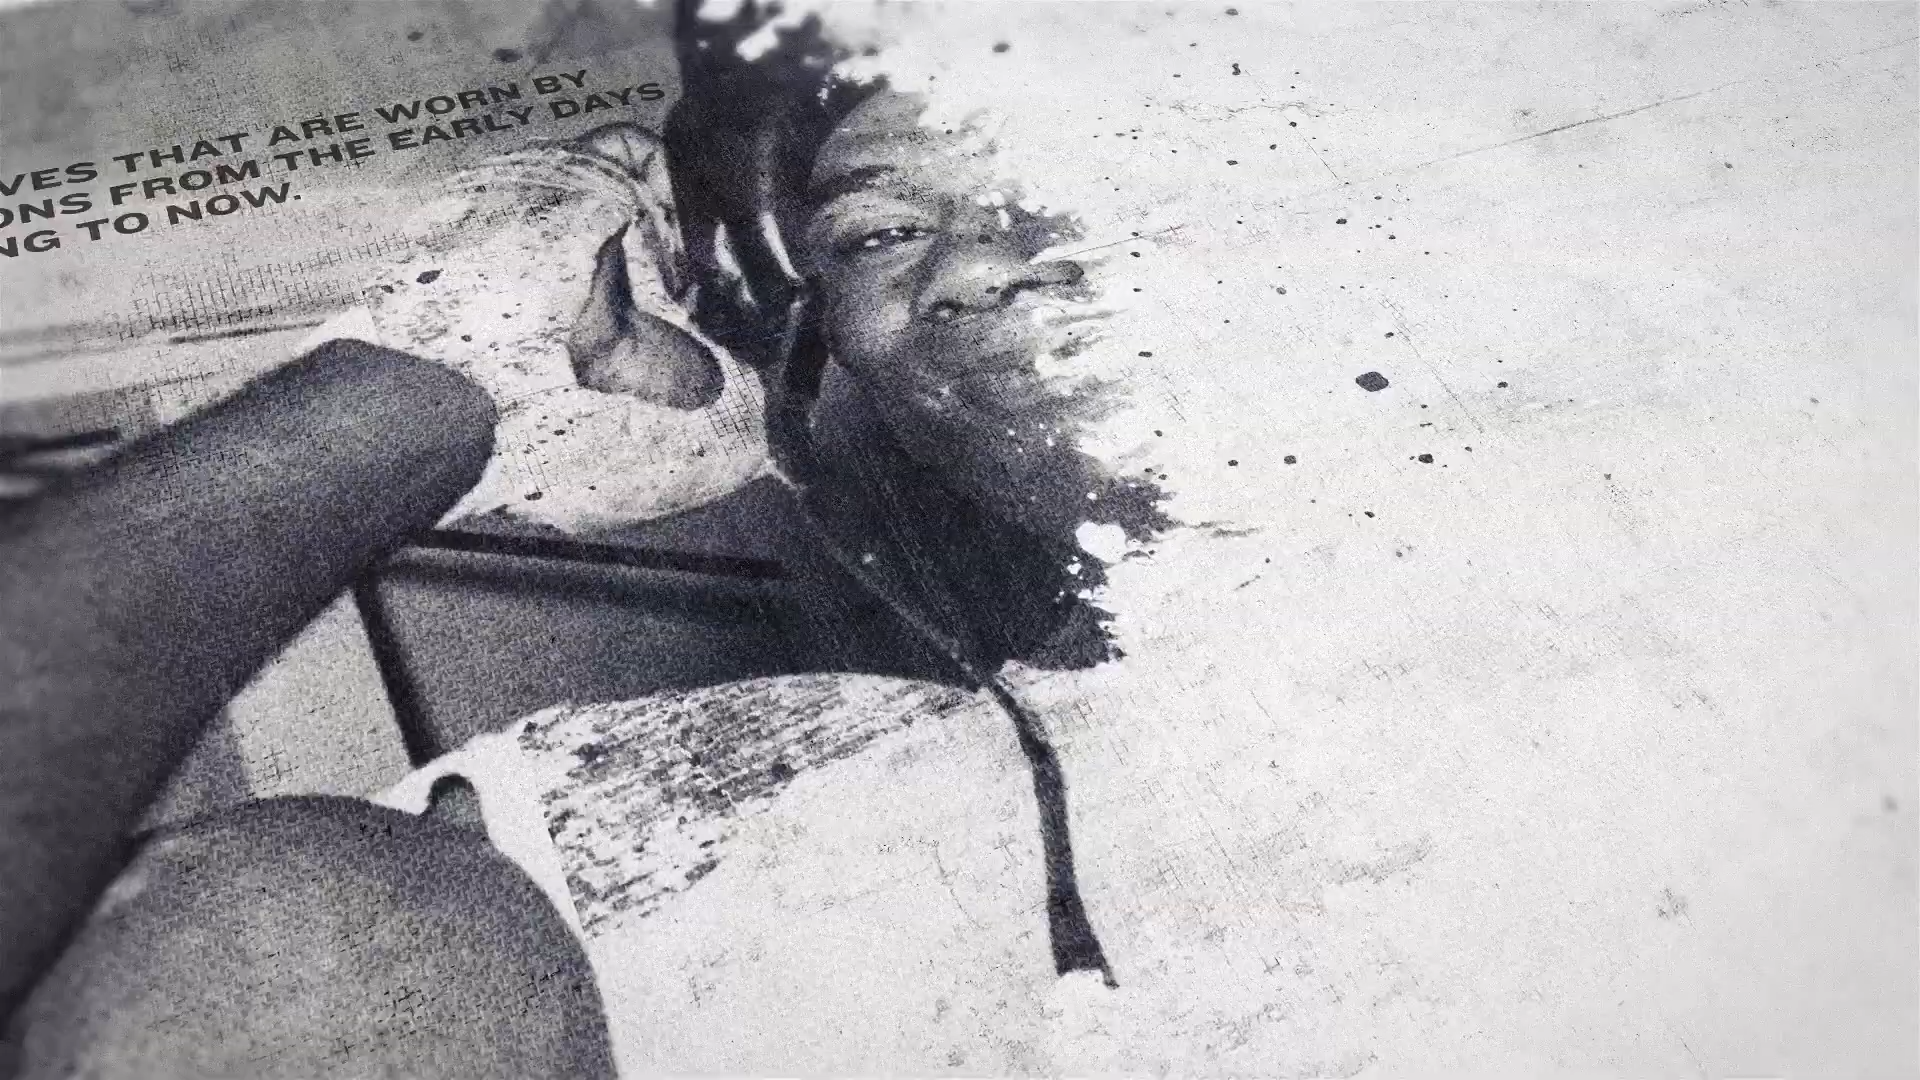 VES THAT ARE WORN BY
ONS FROM THE EARLY DAYS
NG TO NOW.